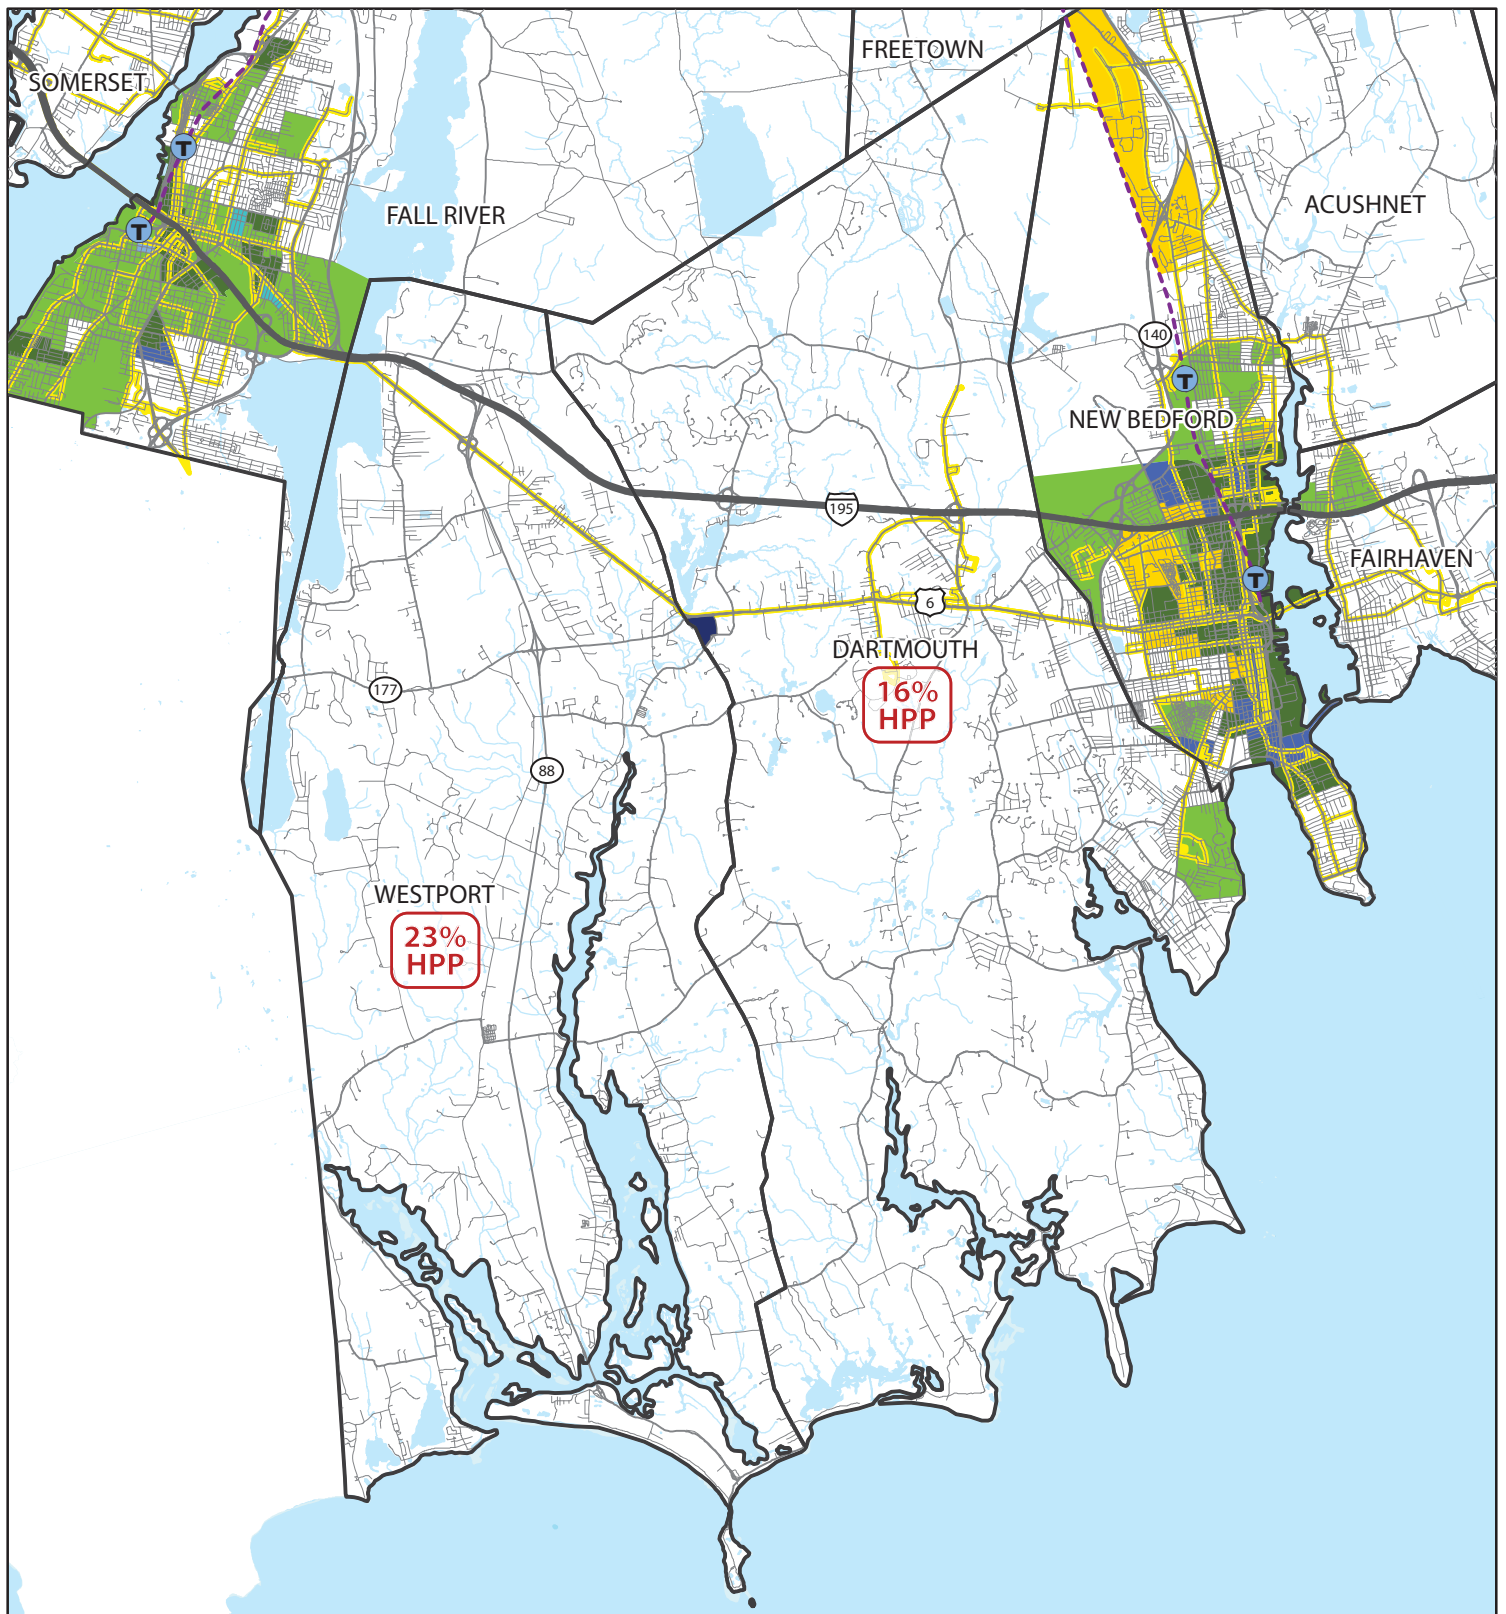 FREETOWN
SOMERSET
T
ACUSHNET
FALL RIVER
T
140
T
NEW BEDFORD
195
FAIRHAVEN
T
6
DARTMOUTH
177
16%
HPP
88
WESTPORT
23%
HPP